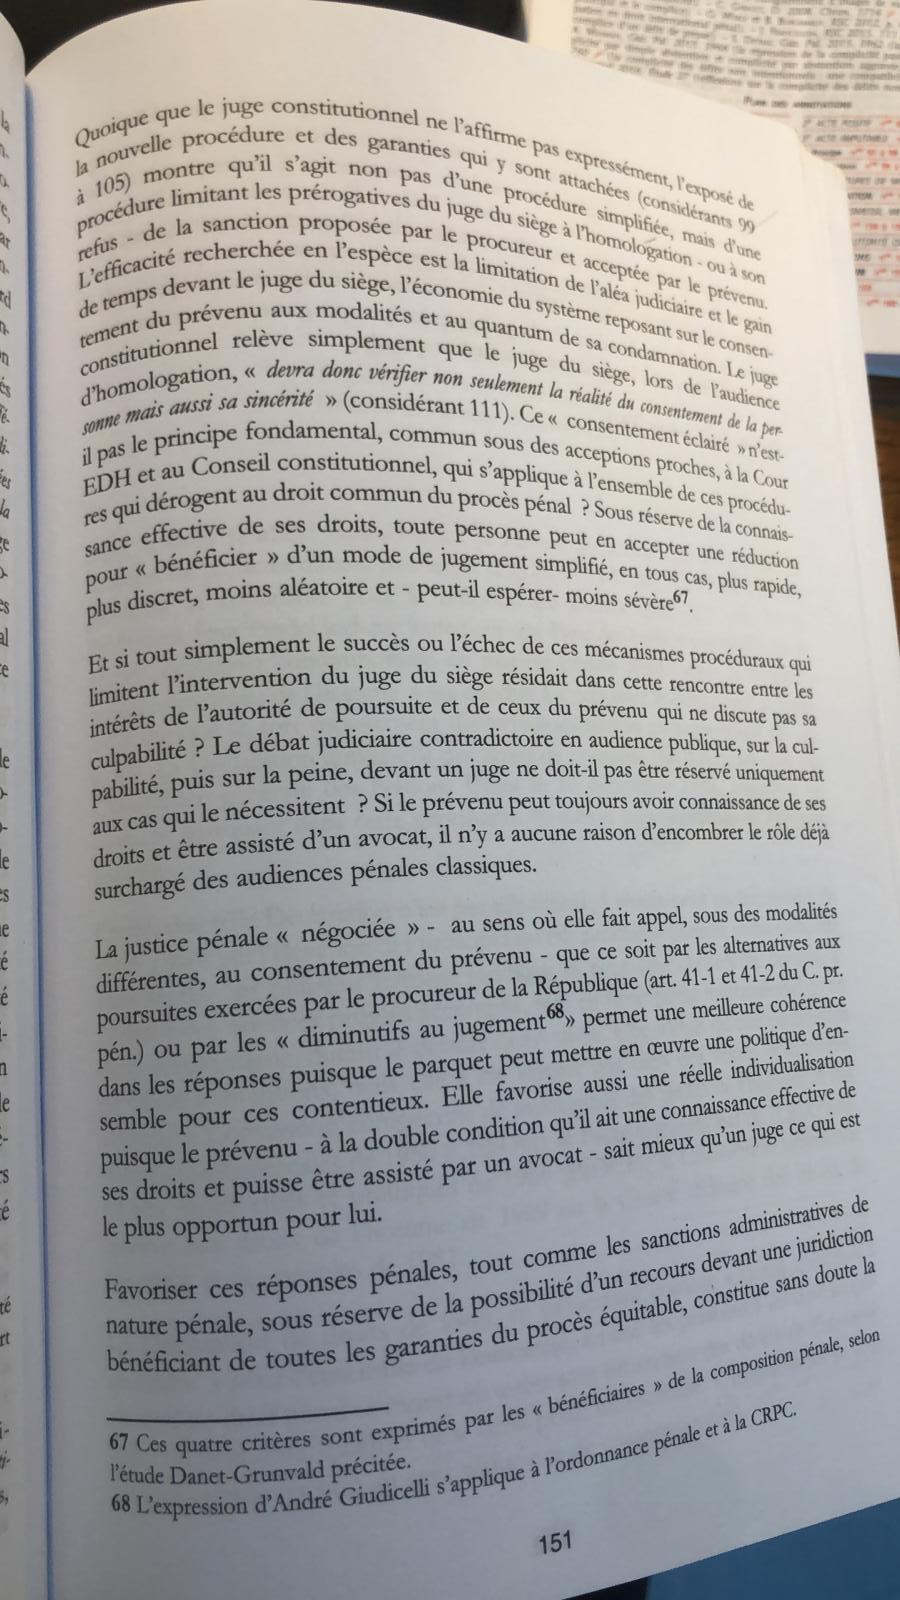 Quoique que le juge constitutionnel ne l'affirme pas expressément, l'exposé de
la nouvelle procédure et des garanties qui y sont attachées (considérants 99
à 105) montre qu'il s'agit non pas d'une procédure simplifiée, mais d'une
procédure limitant les prérogatives du juge du siège à l'homologation - ou à son
refus - de la sanction proposée par le procureur et acceptée par le prévenu.
L'efficacité recherchée en l'espèce est la limitation de l'aléa judiciaire et le gain
de temps devant le juge du siège, l'économie du système reposant sur le consen-
tement du prévenu aux modalités et au quantum de sa condamnation. Le juge
constitutionnel relève simplement que le juge du siège, lors de l'audience
d'homologation, « devra donc vérifier non seulement la réalité du consentement de la per-
sonne mais aussi sa sincérité » (considérant 111). Ce « consentement éclairé » n'est-
il pas le principe fondamental, commun sous des acceptions proches, à la Cour
EDH et au Conseil constitutionnel, qui s'applique à l'ensemble de ces procédu-
res qui dérogent au droit commun du procès pénal ? Sous réserve de la connais-
sance effective de ses droits, toute personne peut en accepter une réduction
pour « bénéficier » d'un mode de jugement simplifié, en tous cas, plus rapide,
plus discret, moins aléatoire et - peut-il espérer- moins sévère67.
Et si tout simplement le succès ou l'échec de ces mécanismes procéduraux qui
limitent l'intervention du juge du siège résidait dans cette rencontre entre les
intérêts de l'autorité de poursuite et de ceux du prévenu qui ne discute pas sa
culpabilité ? Le débat judiciaire contradictoire en audience publique, sur la cul-
pabilité, puis sur la peine, devant un juge ne doit-il pas être réservé uniquement
aux cas qui le nécessitent ? Si le prévenu peut toujours avoir connaissance de ses
droits et être assisté d'un avocat, il n'y a aucune raison d'encombrer le rôle déjà
surchargé des audiences pénales classiques.
La justice pénale « négociée » - au sens où elle fait appel, sous des modalités
différentes, au consentement du prévenu - que ce soit par les alternatives aux
poursuites exercées par le procureur de la République (art. 41-1 et 41-2 du C. pr.
pén.) ou par les « diminutifs au jugement68» permet une meilleure cohérence
dans les réponses puisque le parquet peut mettre en œuvre une politique d'en-
semble pour ces contentieux. Elle favorise aussi une réelle individualisation
puisque le prévenu - à la double condition qu'il ait une connaissance effective de
ses droits et puisse être assisté par un avocat - sait mieux qu'un juge ce qui est
le plus opportun pour lui.
Favoriser ces réponses pénales, tout comme les sanctions administratives de
nature pénale, sous réserve de la possibilité d'un recours devant une juridiction
bénéficiant de toutes les garanties du procès équitable, constitue sans doute la
67 Ces quatre critères sont exprimés par les « bénéficiaires » de la composition pénale, selon
l'étude Danet-Grunvald précitée.
68 L'expression d'André Giudicelli s'applique à l'ordonnance pénale et à la CRPC.
151
PLAN DES ANNOTATIONS